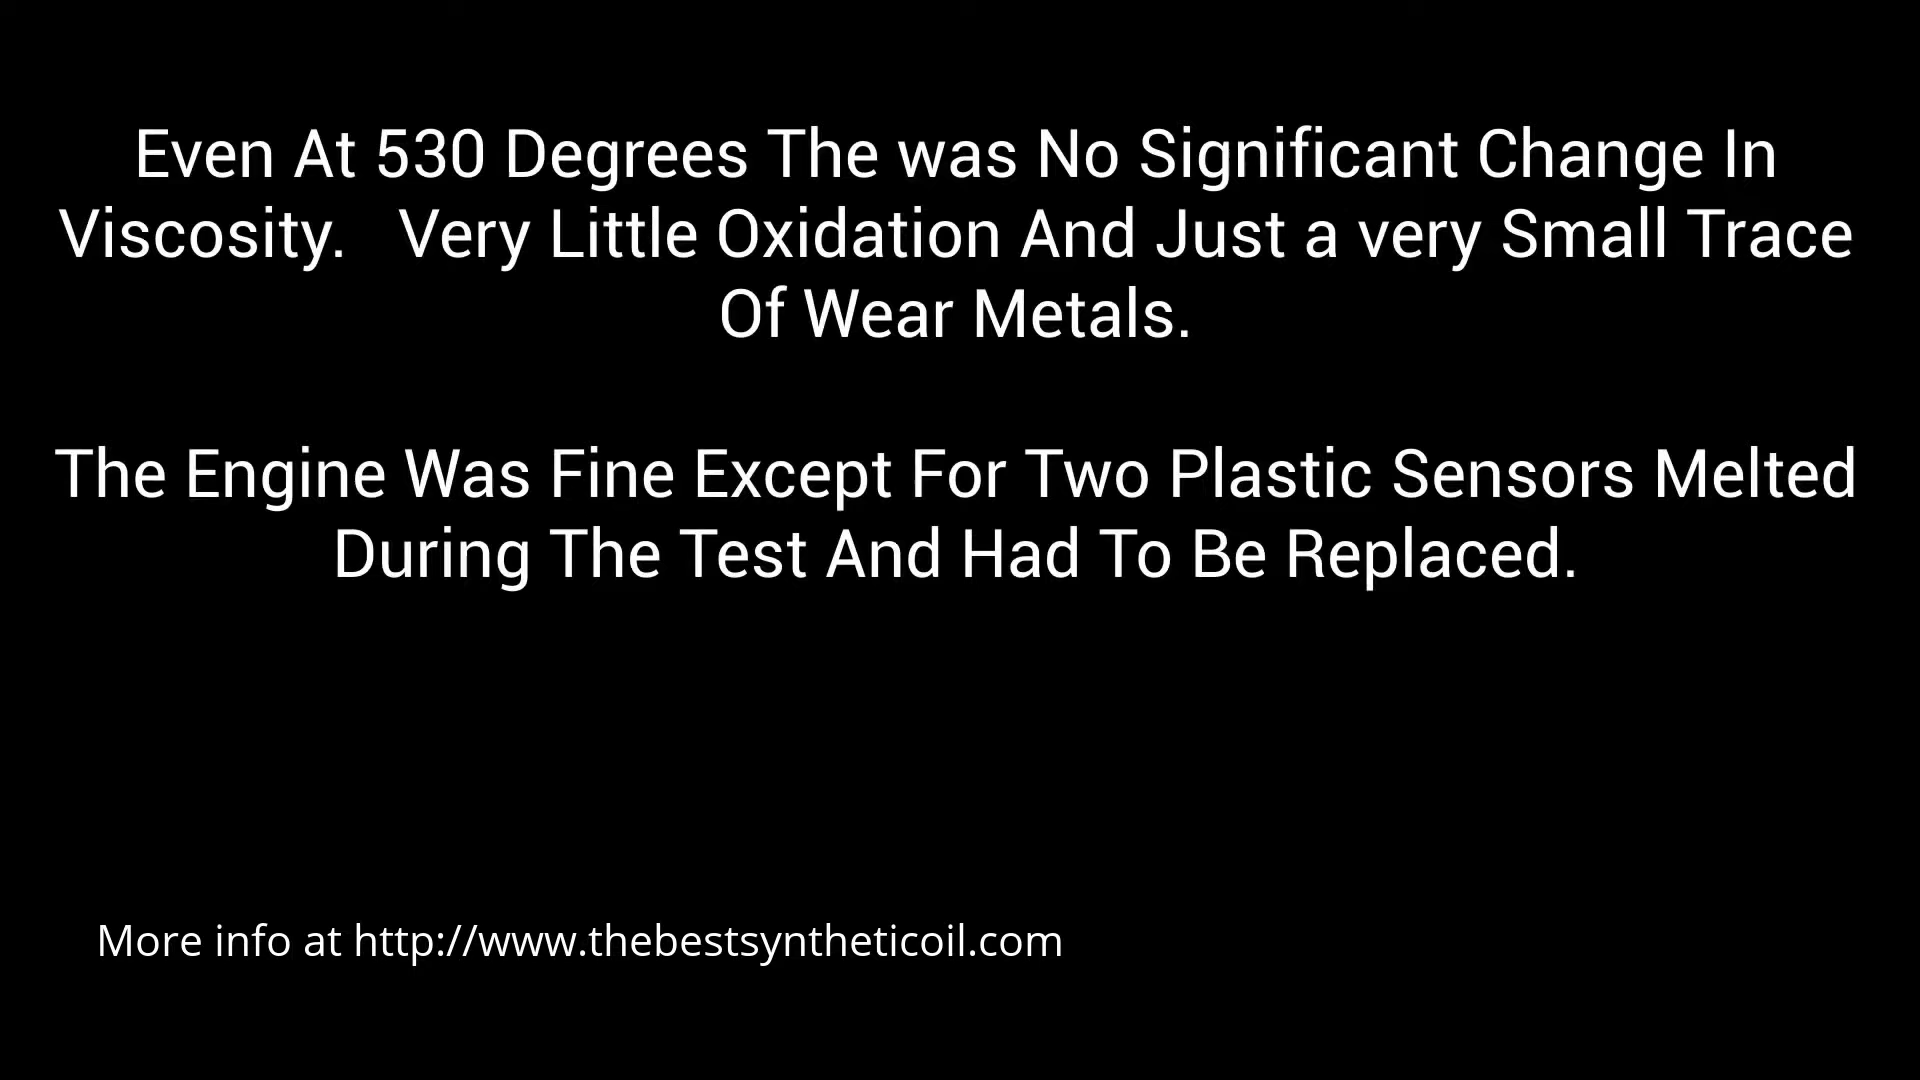 Even At 530 Degrees The was No Significant Change In
Viscosity.   Very Little Oxidation And Just a very Small Trace
Of Wear Metals.
The Engine Was Fine Except For Two Plastic Sensors Melted
During The Test And Had To Be Replaced.
More info at http://www.thebestsyntheticoil.com